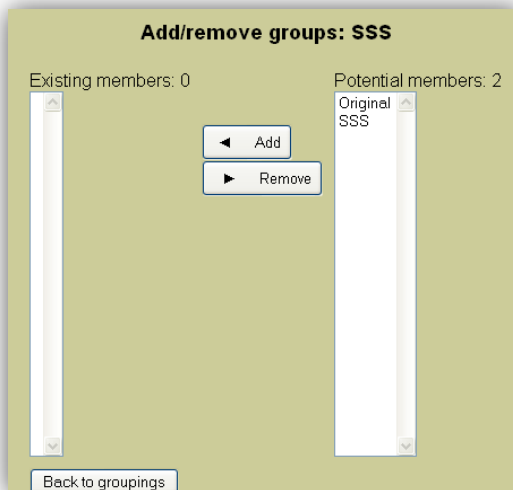 Add/remove groups: SSS
Existing members: 0
Potential members: 2
Original
SSS
◄ Add
► Remove
Back to groupings